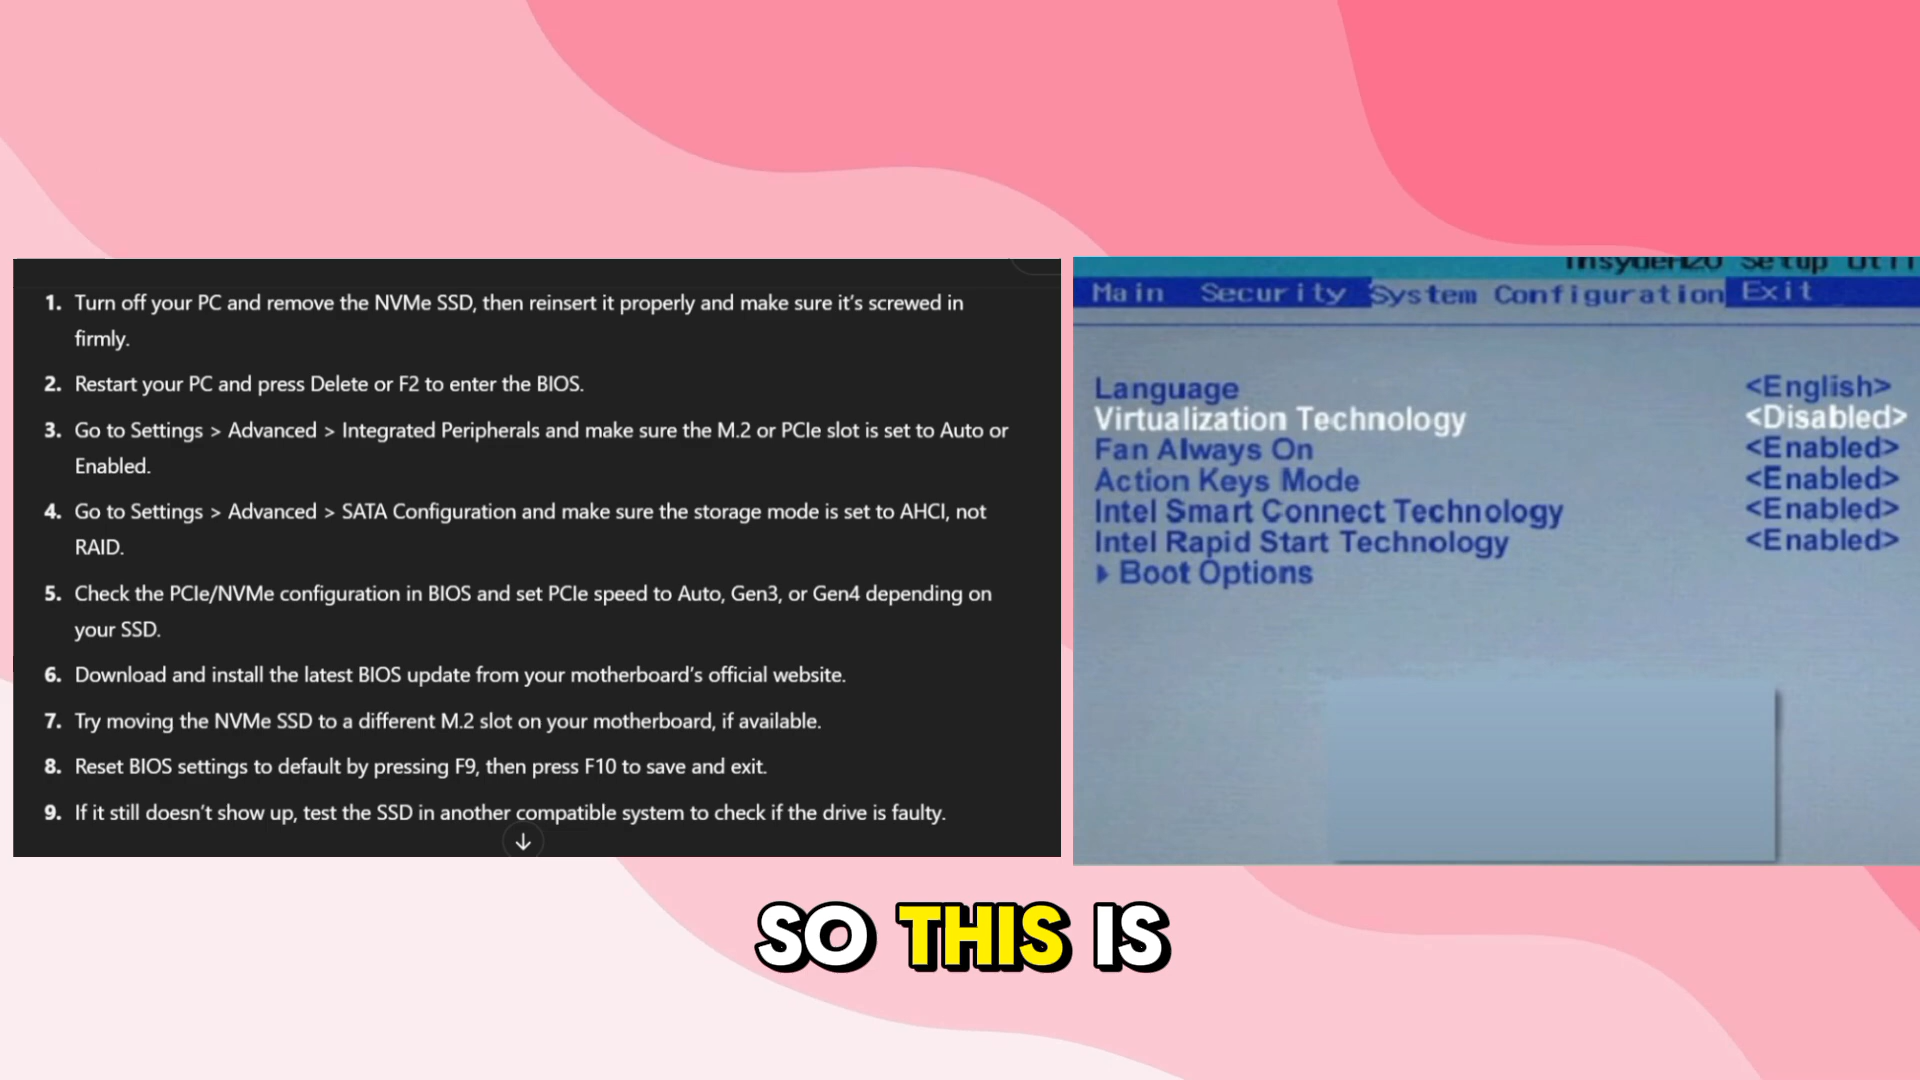 1. Turn off your PC and remove the NVMe SSD, then reinsert it properly and make sure it’s screwed in
firmly.
2. Restart your PC and press Delete or F2 to enter the BIOS.
3. Go to Settings > Advanced > Integrated Peripherals and make sure the M.2 or PCIe slot is set to Auto or
Enabled.
4. Go to Settings > Advanced > SATA Configuration and make sure the storage mode is set to AHCI, not
RAID.
5. Check the PCIe/NVMe configuration in BIOS and set PCIe speed to Auto, Gen3, or Gen4 depending on
your SSD.
6. Download and install the latest BIOS update from your motherboard’s official website.
7. Try moving the NVMe SSD to a different M.2 slot on your motherboard, if available.
8. Reset BIOS settings to default by pressing F9, then press F10 to save and exit.
9. If it still doesn’t show up, test the SSD in another compatible system to check if the drive is faulty.
InsydeH20 Setup Util
Main Security System Configuration Exit
Language <English>
Virtualization Technology <Disabled>
Fan Always On <Enabled>
Action Keys Mode <Enabled>
Intel Smart Connect Technology <Enabled>
Intel Rapid Start Technology <Enabled>
Boot Options
SO THIS IS